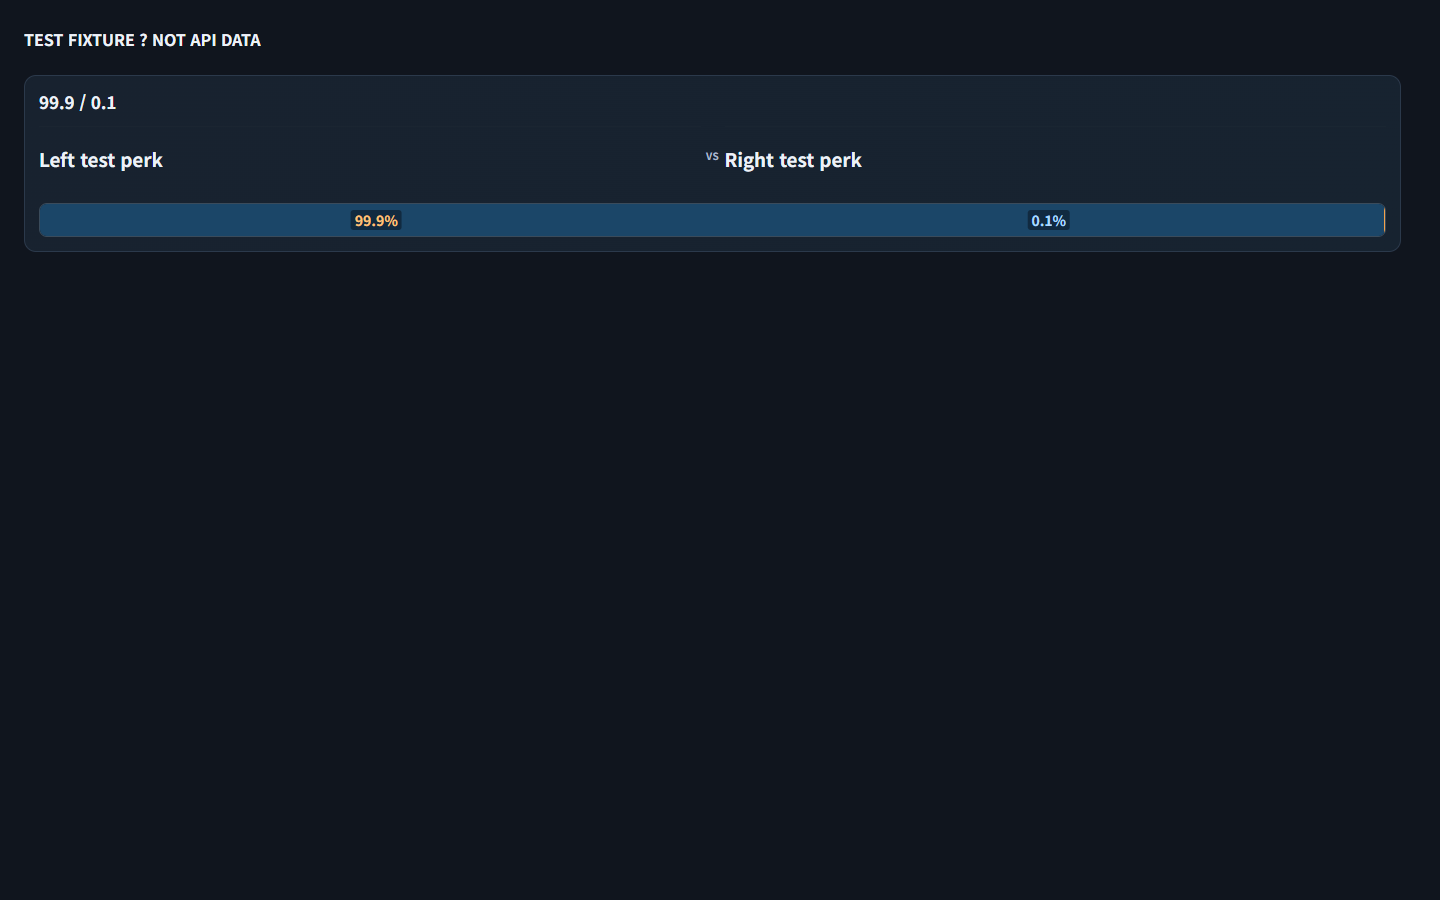 TEST FIXTURE ? NOT API DATA
99.9 / 0.1
Left test perk
VS Right test perk
99.9%
0.1%